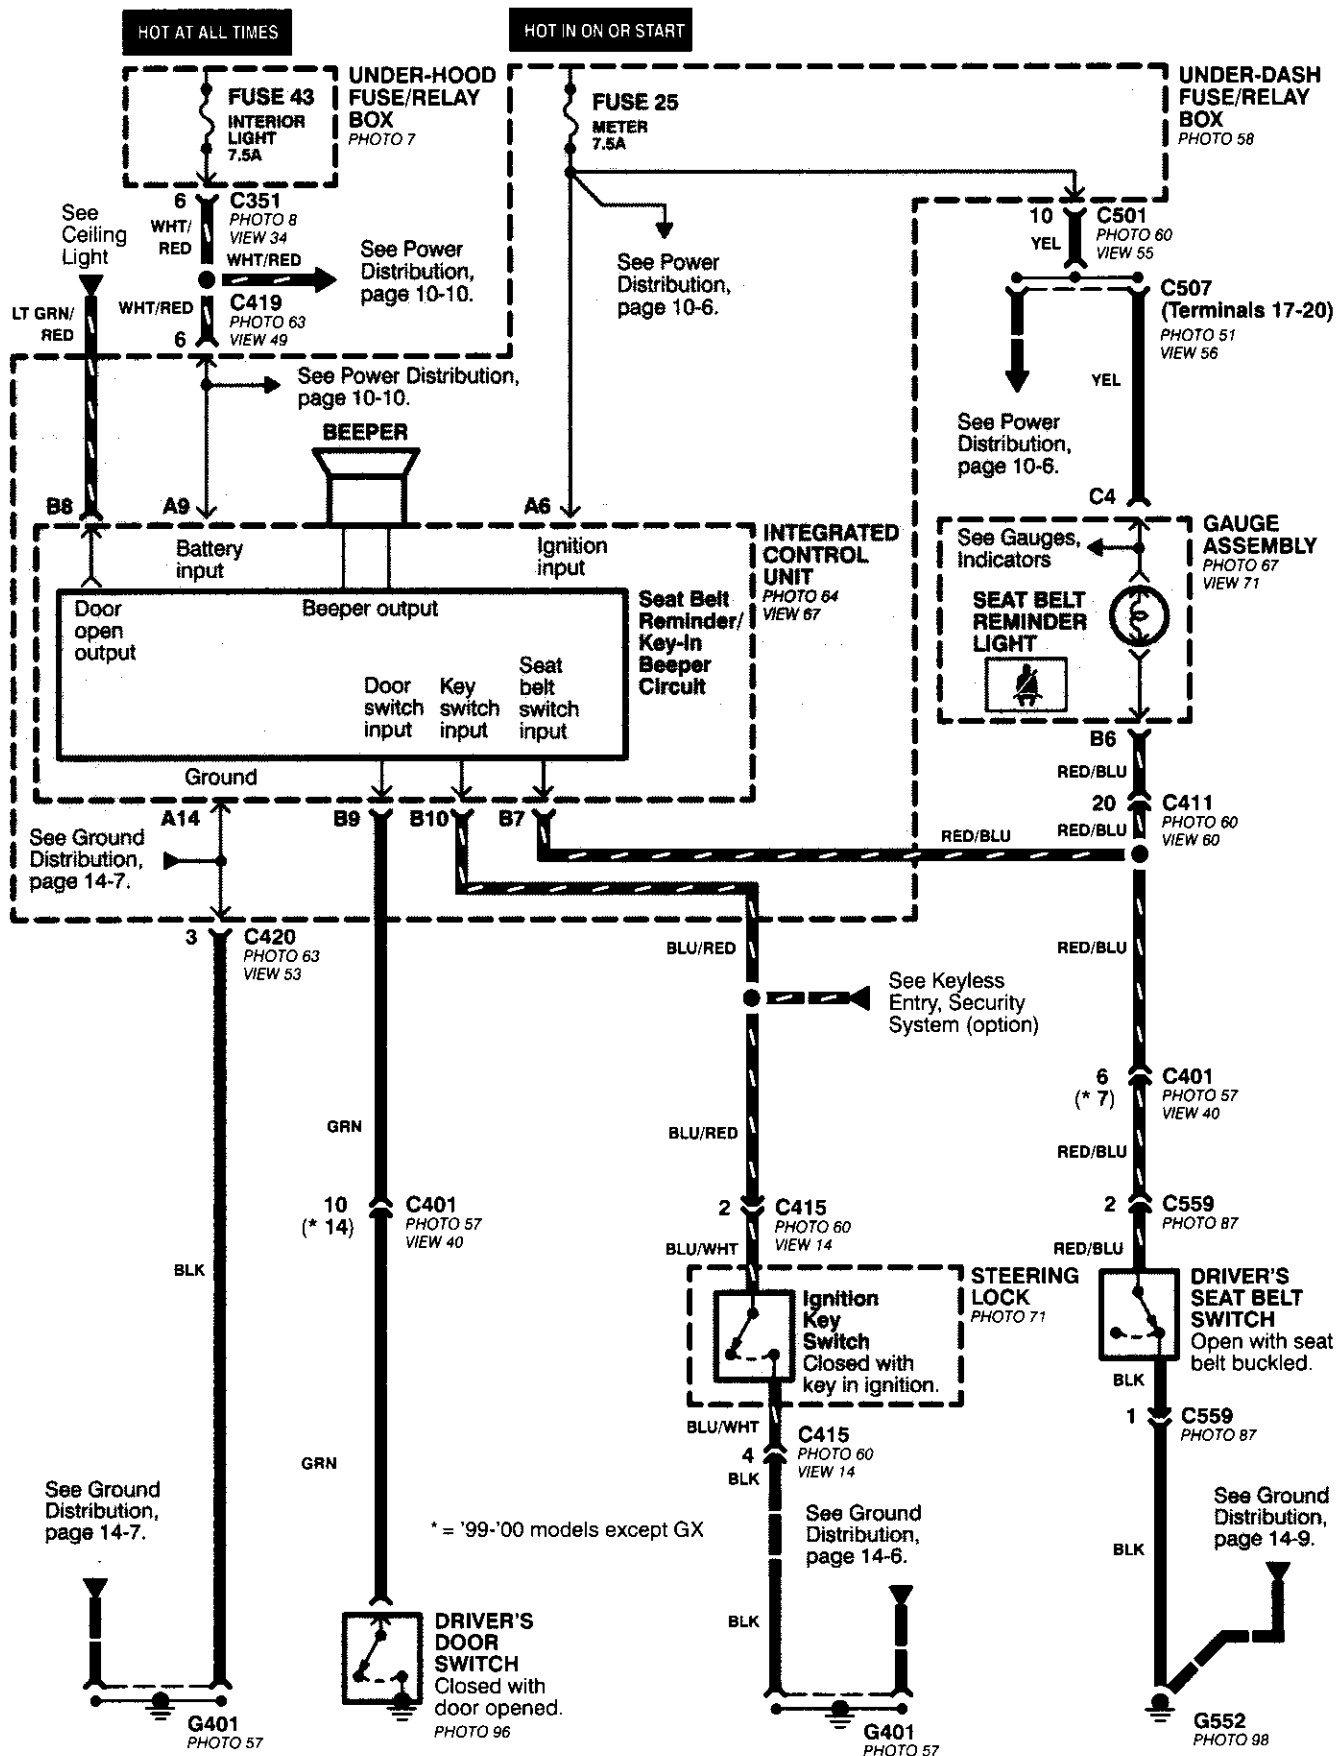 HOT AT ALL TIMES
HOT IN ON OR START
UNDER-HOOD
FUSE/RELAY
BOX
PHOTO 7
FUSE 43
INTERIOR
LIGHT
7.5A
FUSE 25
METER
7.5A
UNDER-DASH
FUSE/RELAY
BOX
PHOTO 58
6
C351
PHOTO 8
VIEW 34
See
Ceiling
Light
WHT/
RED
WHT/RED
See Power
Distribution,
page 10-10.
See Power
Distribution,
page 10-6.
10
C501
PHOTO 60
VIEW 55
YEL
C507
(Terminals 17-20)
PHOTO 51
VIEW 56
LT GRN/
RED
WHT/RED
C419
PHOTO 63
VIEW 49
6
See Power Distribution,
page 10-10.
YEL
See Power
Distribution,
page 10-6.
BEEPER
B8
A9
A6
C4
Battery
input
Ignition
input
INTEGRATED
CONTROL
UNIT
PHOTO 64
VIEW 67
See Gauges,
Indicators
GAUGE
ASSEMBLY
PHOTO 67
VIEW 71
Door
open
output
Beeper output
Seat Belt
Reminder/
Key-In
Beeper
Circuit
SEAT BELT
REMINDER
LIGHT
Door
switch
input
Key
switch
input
Seat
belt
switch
input
Ground
B6
RED/BLU
A14
B9
B10
B7
20
C411
PHOTO 60
VIEW 60
RED/BLU
RED/BLU
See Ground
Distribution,
page 14-7.
3
C420
PHOTO 63
VIEW 53
BLU/RED
RED/BLU
See Keyless
Entry, Security
System (option)
6
(* 7)
C401
PHOTO 57
VIEW 40
GRN
BLU/RED
RED/BLU
10
(* 14)
C401
PHOTO 57
VIEW 40
2
C415
PHOTO 60
VIEW 14
2
C559
PHOTO 87
BLU/WHT
RED/BLU
BLK
STEERING
LOCK
PHOTO 71
Ignition
Key
Switch
Closed with
key in ignition.
DRIVER'S
SEAT BELT
SWITCH
Open with seat
belt buckled.
BLK
BLU/WHT
4
C415
PHOTO 60
VIEW 14
1
C559
PHOTO 87
GRN
BLK
See Ground
Distribution,
page 14-7.
* = '99-'00 models except GX
See Ground
Distribution,
page 14-6.
See Ground
Distribution,
page 14-9.
BLK
BLK
DRIVER'S
DOOR
SWITCH
Closed with
door opened.
PHOTO 96
G401
PHOTO 57
G401
PHOTO 57
G552
PHOTO 98